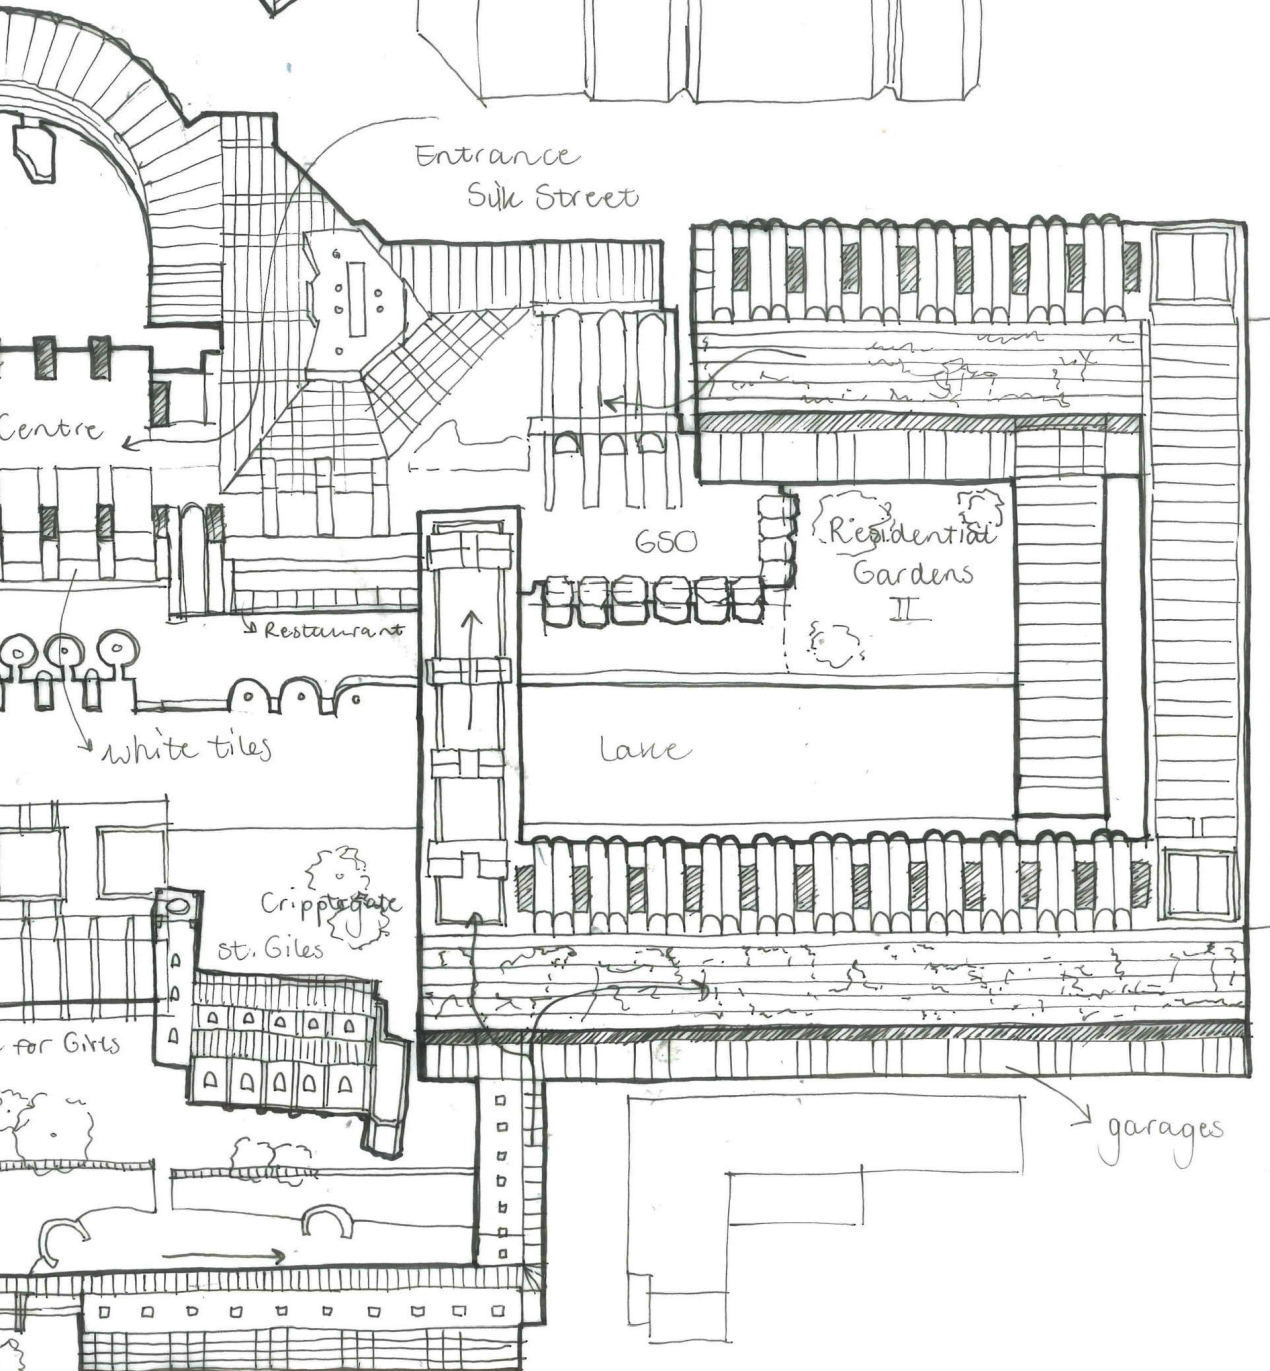 Entrance
Silk Street
Centre
GSO
Residential
Gardens
II
Restaurant
white tiles
Lake
Cripplegate
St. Giles
for Girls
garages